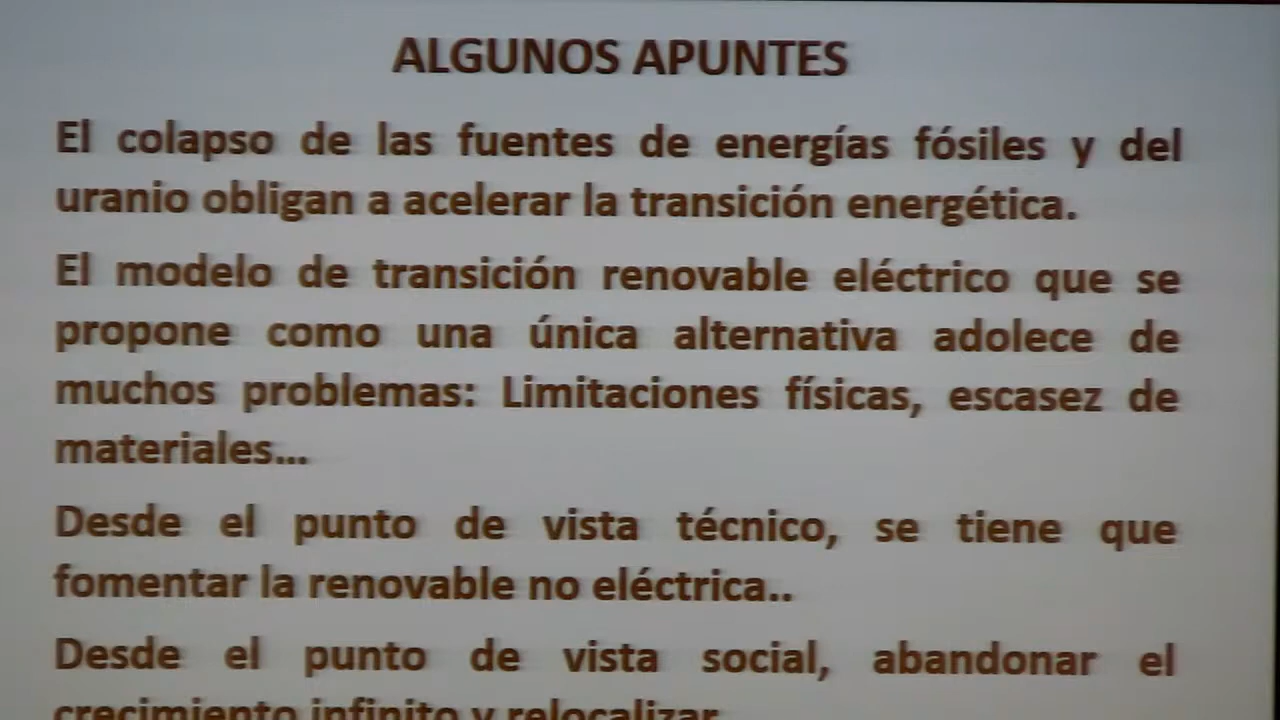 ALGUNOS APUNTES
El colapso de las fuentes de energías fósiles y del
uranio obligan a acelerar la transición energética.
El modelo de transición renovable eléctrico que se
propone como una única alternativa adolece de
muchos problemas: Limitaciones físicas, escasez de
materiales...
Desde el punto de vista técnico, se tiene que
fomentar la renovable no eléctrica..
Desde el punto de vista social, abandonar el
crecimiento infinito y relocalizar